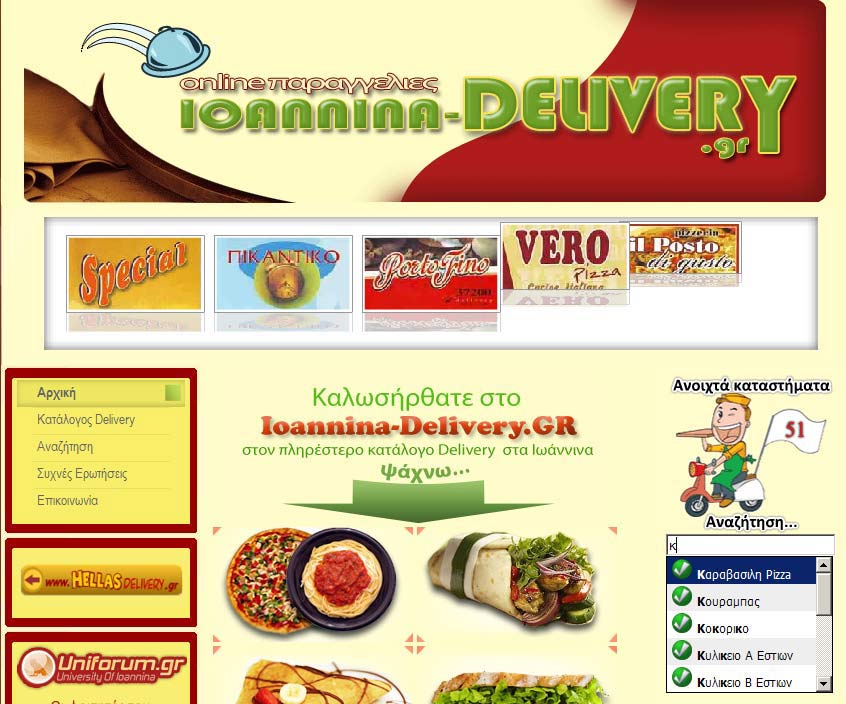 online παραγγελιες
IOANNINA-DELIVERY
.gr
Special
ΠΙΚΑΝΤΙΚΟ
PortoFino
37200
delivery
VERO
Pizza
Cucina Italiana
pizzeria
il Posto
di gusto
Αρχική
Κατάλογος Delivery
Αναζήτηση
Συχνές Ερωτήσεις
Επικοινωνία
www.HELLASDELIVERY.gr
Uniforum.gr
University Of Ioannina
Καλωσήρθατε στο
Ioannina-Delivery.GR
στον πληρέστερο κατάλογο Delivery στα Ιωάννινα
ψάχνω...
Ανοιχτά καταστήματα
51
Αναζήτηση...
κ
Καραβασιλη Pizza
Κουραμπας
Κοκορικο
Κυλικειο Α Εστιων
Κυλικειο Β Εστιων